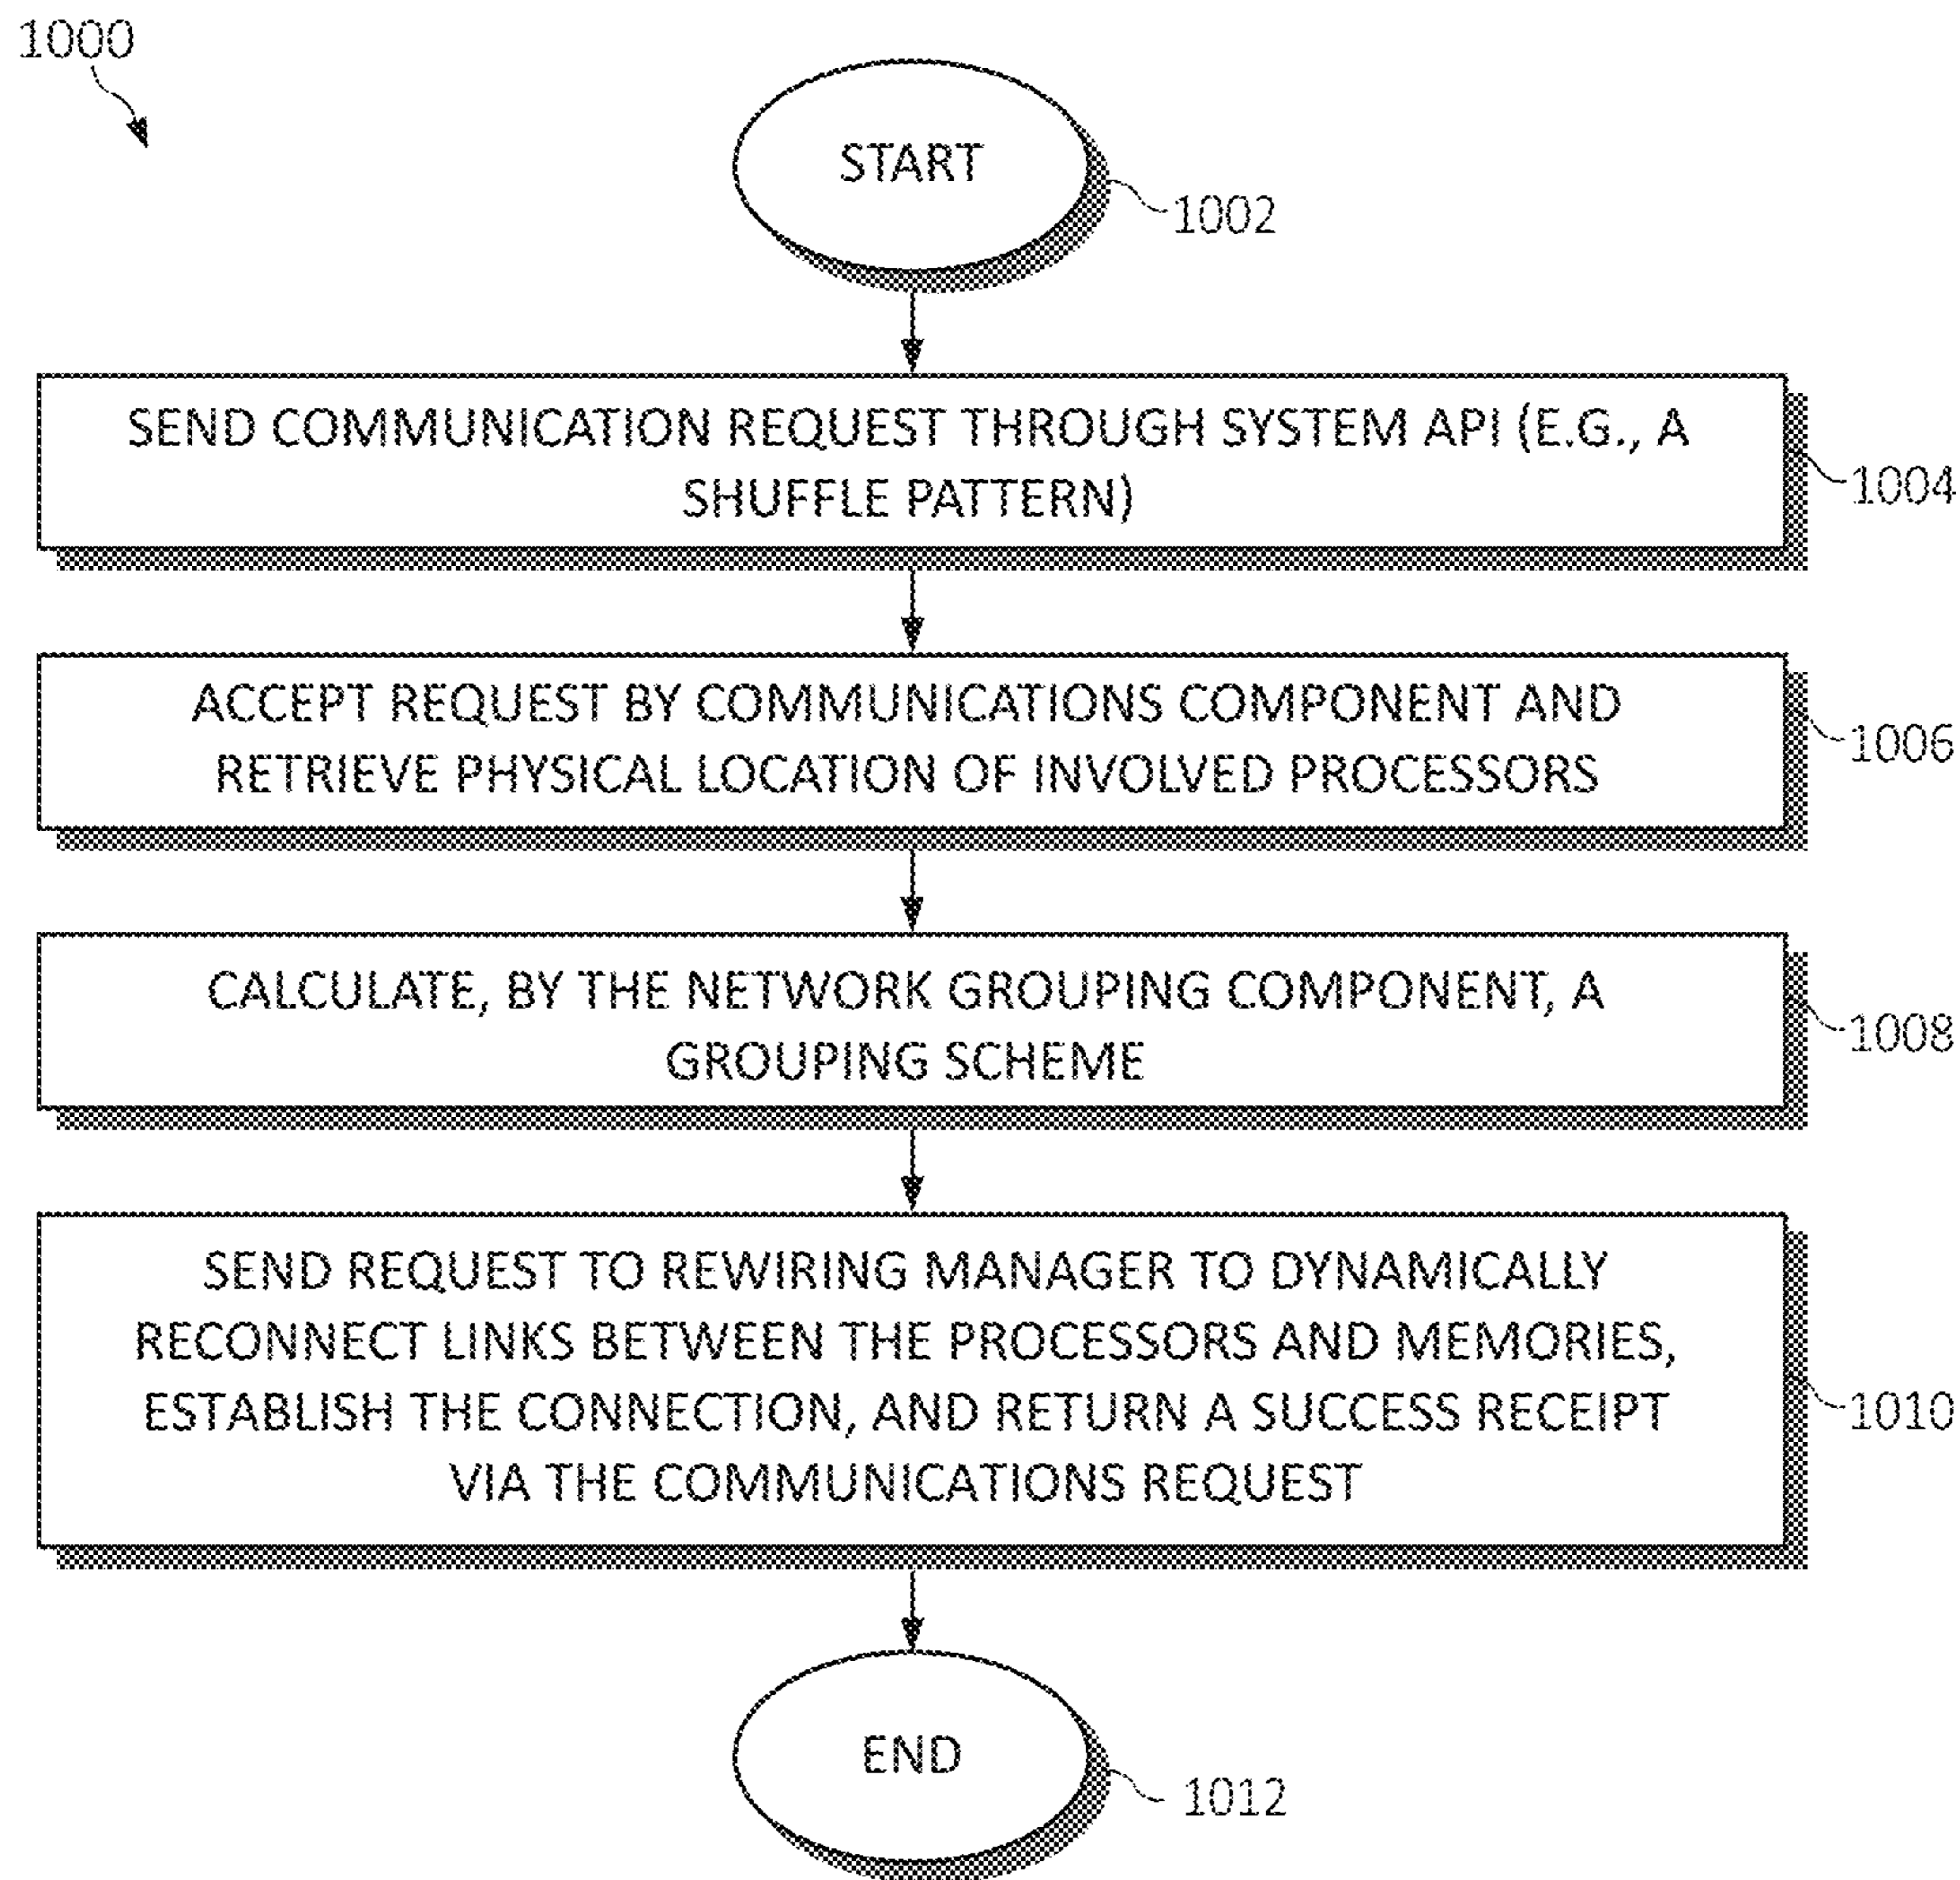 1000
START
1002
SEND COMMUNICATION REQUEST THROUGH SYSTEM API (E.G., A
SHUFFLE PATTERN)
1004
ACCEPT REQUEST BY COMMUNICATIONS COMPONENT AND
RETRIEVE PHYSICAL LOCATION OF INVOLVED PROCESSORS
1006
CALCULATE, BY THE NETWORK GROUPING COMPONENT, A
GROUPING SCHEME
1008
SEND REQUEST TO REWIRING MANAGER TO DYNAMICALLY
RECONNECT LINKS BETWEEN THE PROCESSORS AND MEMORIES,
ESTABLISH THE CONNECTION, AND RETURN A SUCCESS RECEIPT
VIA THE COMMUNICATIONS REQUEST
1010
END
1012